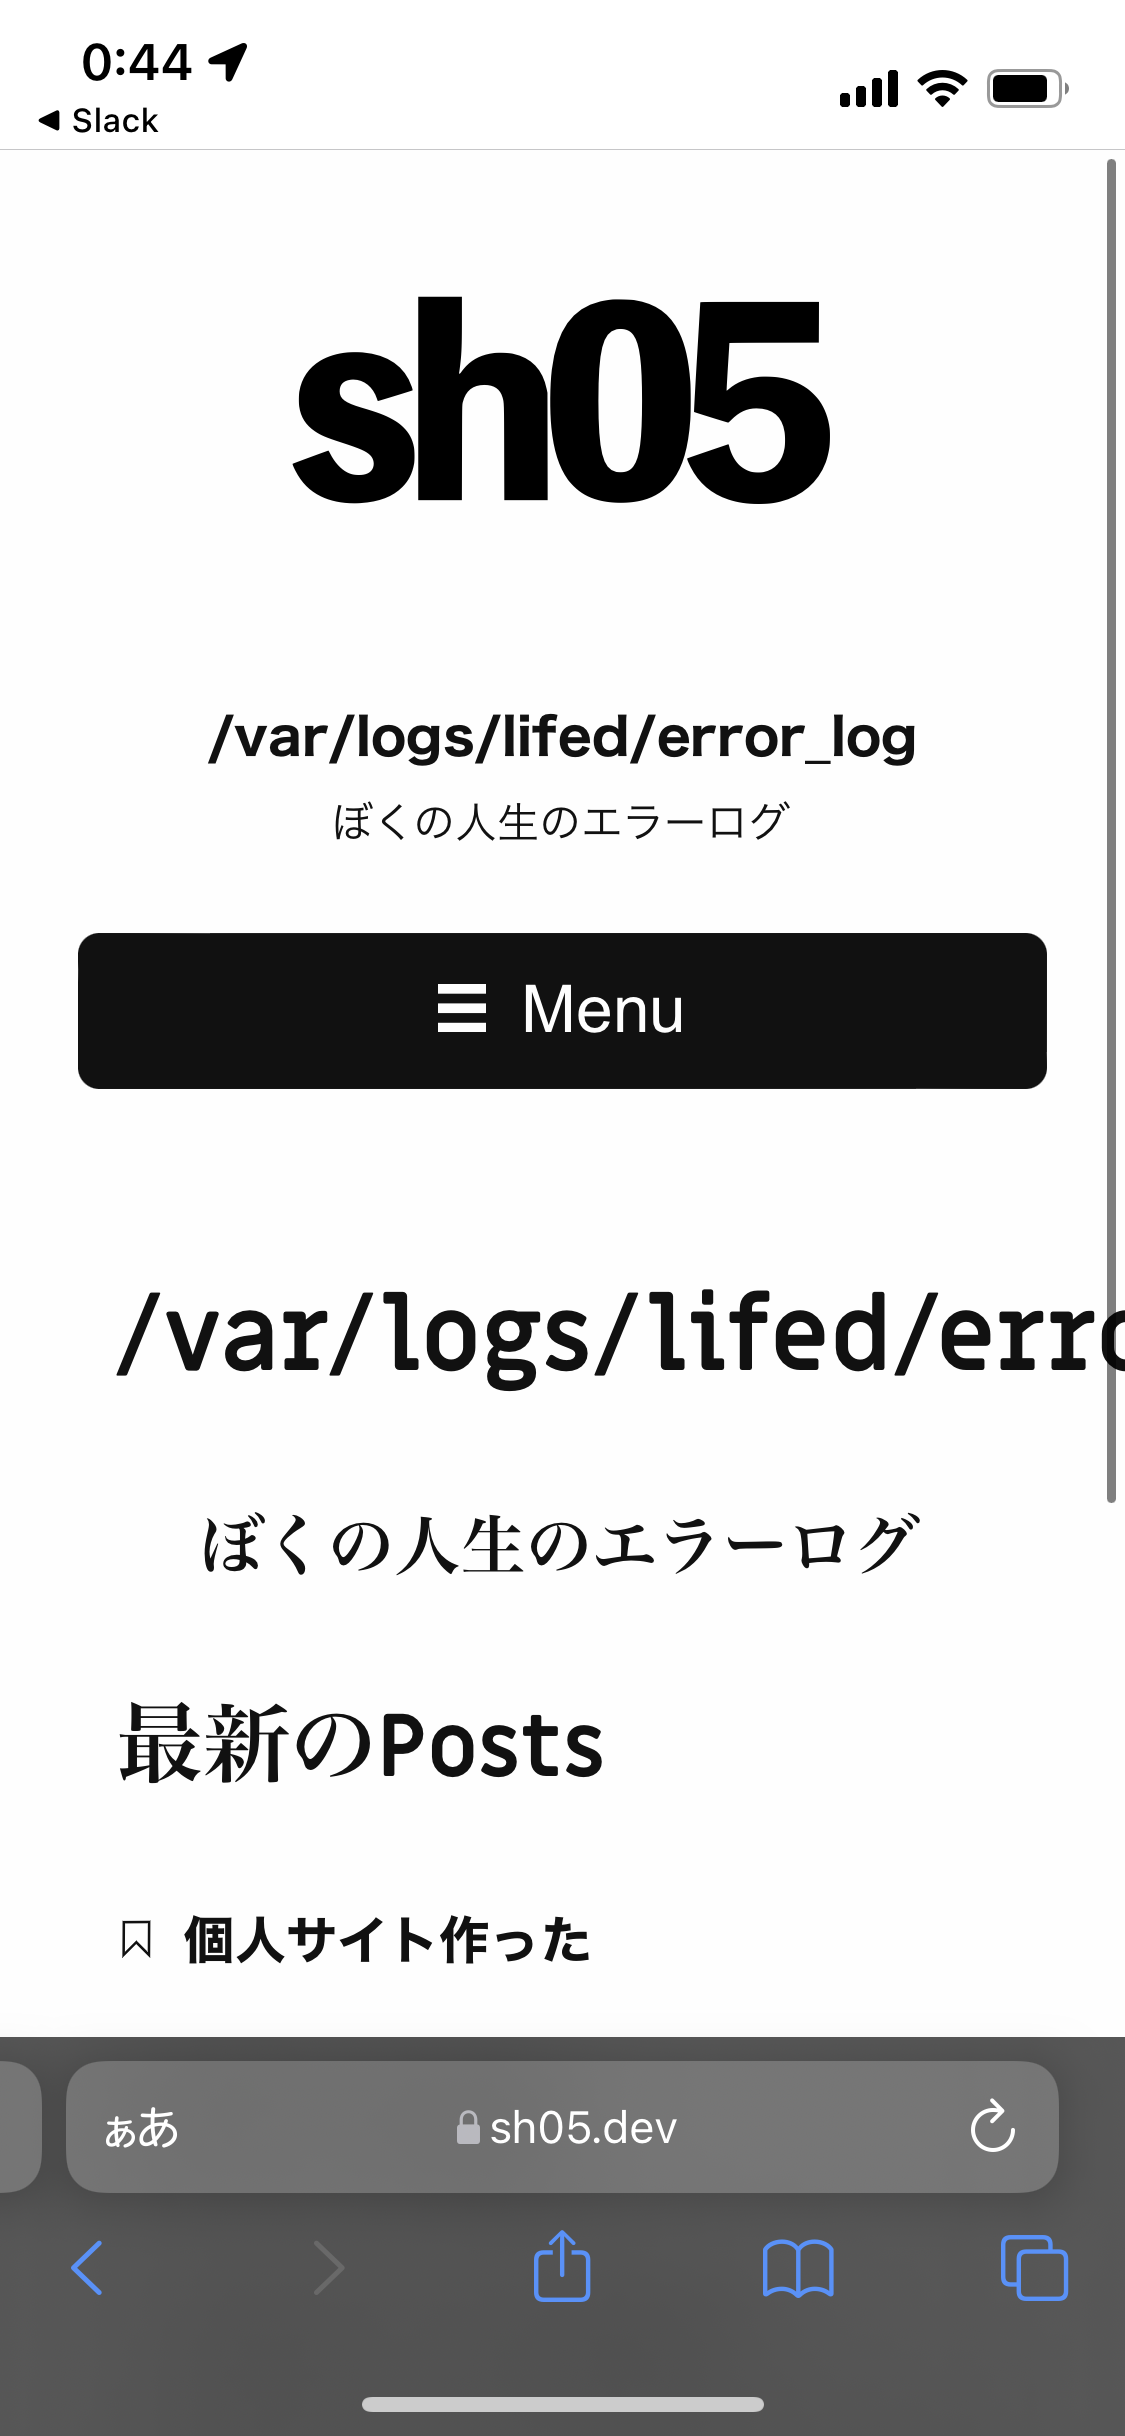 0:44
Slack
sh05
/var/logs/lifed/error_log
ぼくの人生のエラーログ
Menu
/var/logs/lifed/erro
ぼくの人生のエラーログ
最新のPosts
個人サイト作った
ぁあ
sh05.dev